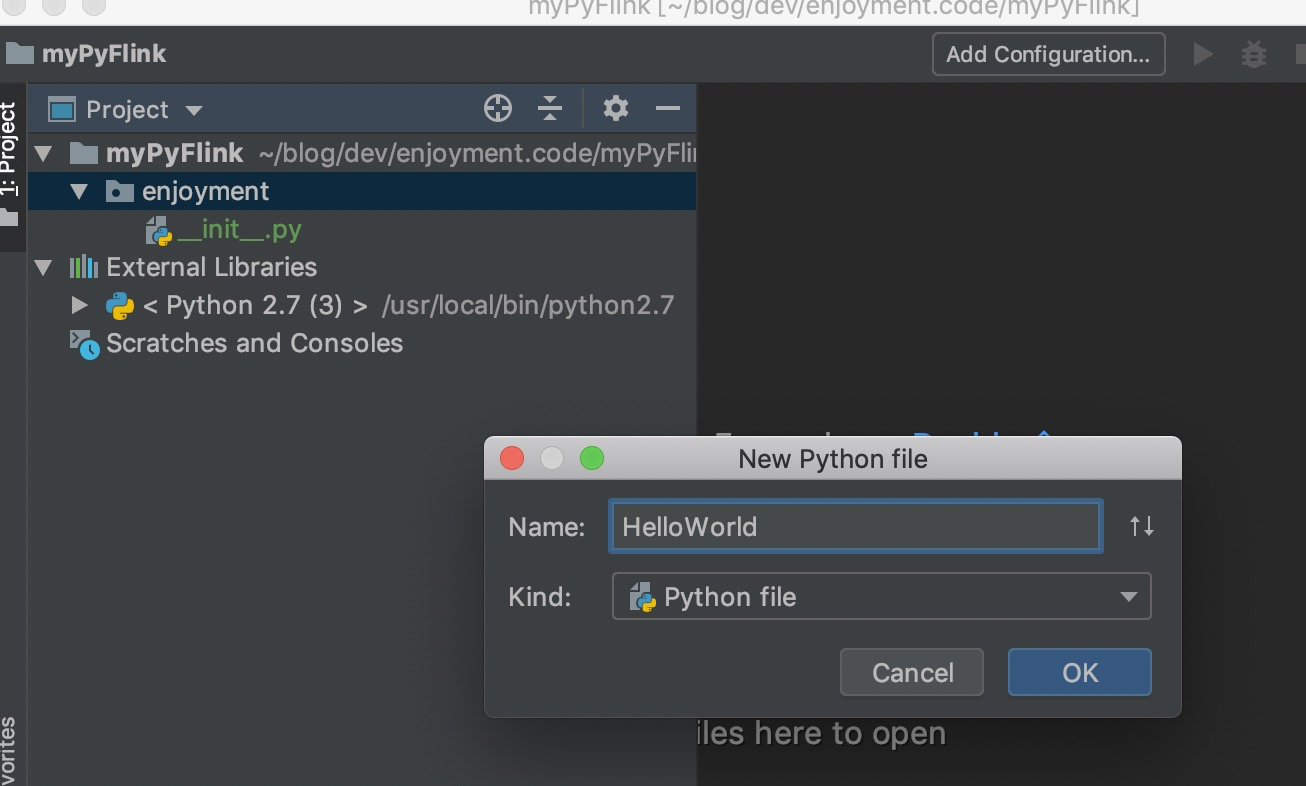 myPyFlink [~/blog/dev/enjoyment.code/myPyFlink]
myPyFlink
Add Configuration...
1: Project
Project
myPyFlink ~/blog/dev/enjoyment.code/myPyFli
enjoyment
__init__.py
External Libraries
< Python 2.7 (3) > /usr/local/bin/python2.7
Scratches and Consoles
New Python file
Name: HelloWorld
Kind: Python file
Cancel OK
iles here to open
vorites